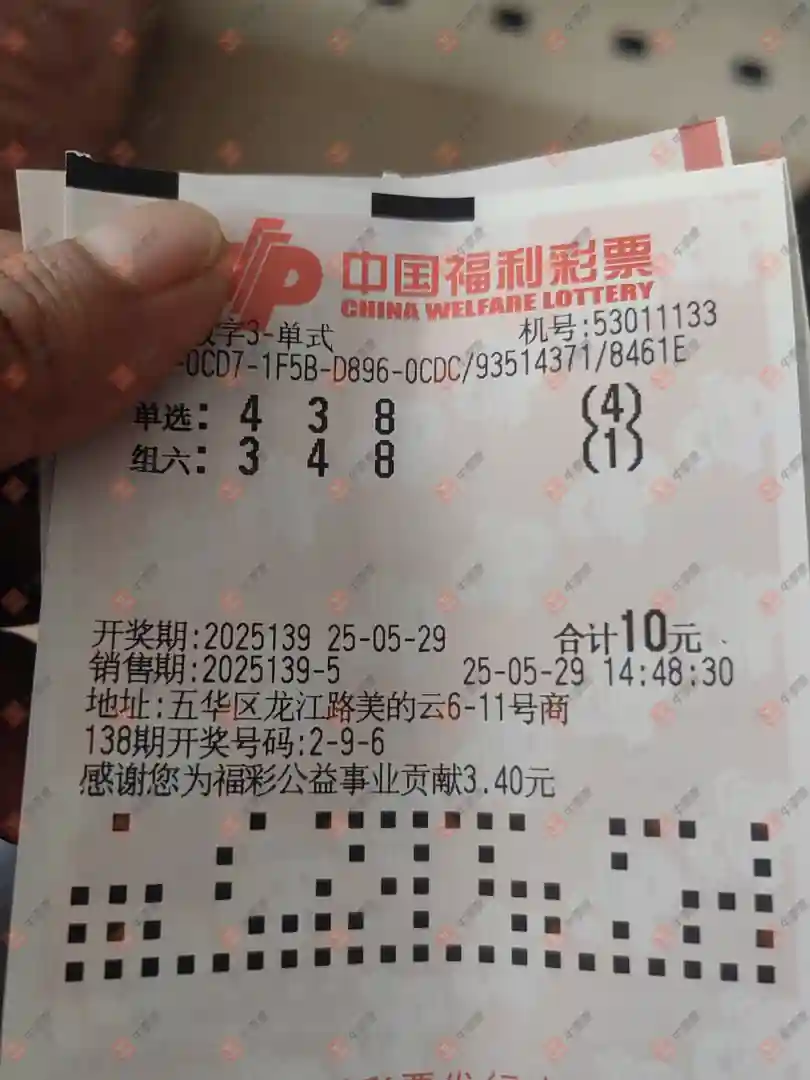 中国福利彩票
CHINA WELFARE LOTTERY
字3-单式 机号:53011133
-0CD7-1F5B-D896-0CDC/93514371/8461E
单选: 4 3 8 (4)
组六: 3 4 8 (1)
开奖期:2025139 25-05-29 合计10元
销售期:2025139-5 25-05-29 14:48:30
地址:五华区龙江路美的云6-11号商
138期开奖号码:2-9-6
感谢您为福彩公益事业贡献3.40元